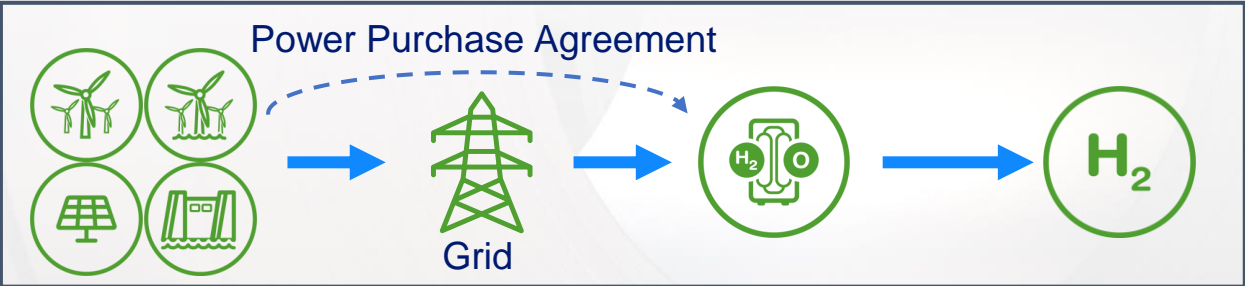 Power Purchase Agreement
H₂ O
H₂
Grid